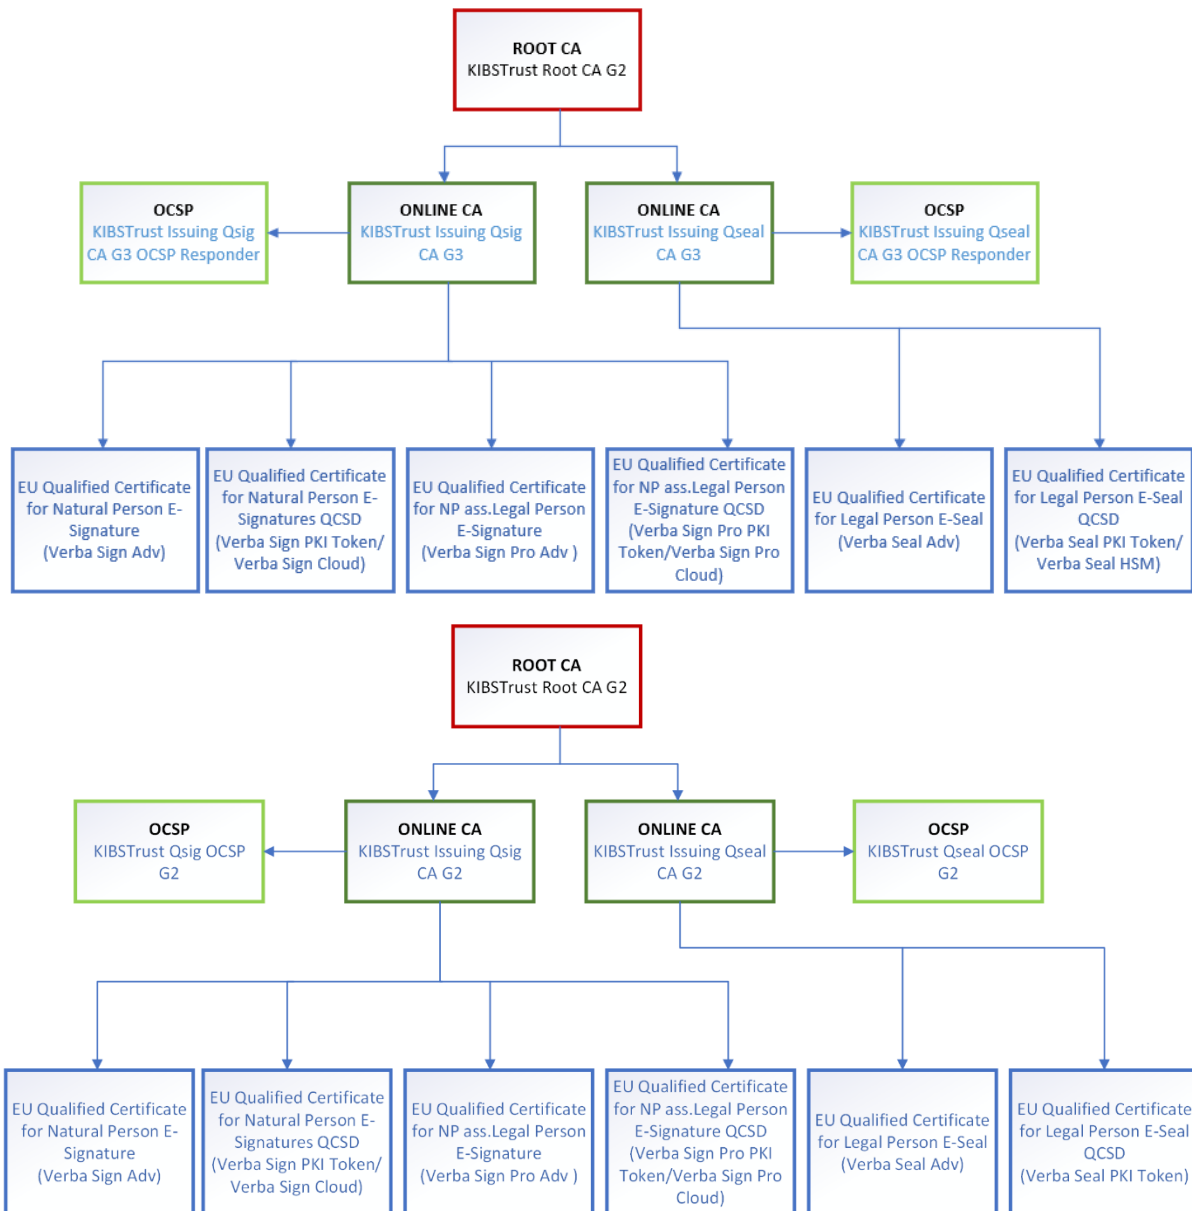 ROOT CA
KIBSTrust Root CA G2
OCSP
KIBSTrust Issuing Qsig
CA G3 OCSP Responder
ONLINE CA
KIBSTrust Issuing Qsig
CA G3
ONLINE CA
KIBSTrust Issuing Qseal
CA G3
OCSP
KIBSTrust Issuing Qseal
CA G3 OCSP Responder
EU Qualified Certificate
for Natural Person E-
Signature
(Verba Sign Adv)
EU Qualified Certificate
for Natural Person E-
Signatures QCSD
(Verba Sign PKI Token/
Verba Sign Cloud)
EU Qualified Certificate
for NP ass.Legal Person
E-Signature
(Verba Sign Pro Adv )
EU Qualified Certificate
for NP ass.Legal Person
E-Signature QCSD
(Verba Sign Pro PKI
Token/Verba Sign Pro
Cloud)
EU Qualified Certificate
for Legal Person E-Seal
(Verba Seal Adv)
EU Qualified Certificate
for Legal Person E-Seal
QCSD
(Verba Seal PKI Token/
Verba Seal HSM)
ROOT CA
KIBSTrust Root CA G2
OCSP
KIBSTrust Qsig OCSP
G2
ONLINE CA
KIBSTrust Issuing Qsig
CA G2
ONLINE CA
KIBSTrust Issuing Qseal
CA G2
OCSP
KIBSTrust Qseal OCSP
G2
EU Qualified Certificate
for Natural Person E-
Signature
(Verba Sign Adv)
EU Qualified Certificate
for Natural Person E-
Signatures QCSD
(Verba Sign PKI Token/
Verba Sign Cloud)
EU Qualified Certificate
for NP ass.Legal Person
E-Signature
(Verba Sign Pro Adv )
EU Qualified Certificate
for NP ass.Legal Person
E-Signature QCSD
(Verba Sign Pro PKI
Token/Verba Sign Pro
Cloud)
EU Qualified Certificate
for Legal Person E-Seal
(Verba Seal Adv)
EU Qualified Certificate
for Legal Person E-Seal
QCSD
(Verba Seal PKI Token)